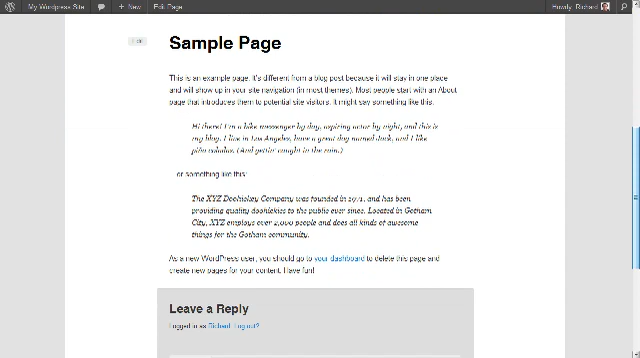 My Wordpress Site + New Edit Page Howdy, Richard
Edit
Sample Page
This is an example page. It's different from a blog post because it will stay in one place
and will show up in your site navigation (in most themes). Most people start with an About
page that introduces them to potential site visitors. It might say something like this:
Hi there! I'm a bike messenger by day, aspiring actor by night, and this is
my blog. I live in Los Angeles, have a great dog named Jack, and I like
piña coladas. (And gettin' caught in the rain.)
or something like this:
The XYZ Doohickey Company was founded in 1971, and has been
providing quality doohickies to the public ever since. Located in Gotham
City, XYZ employs over 2,000 people and does all kinds of awesome
things for the Gotham community.
As a new WordPress user, you should go to your dashboard to delete this page and
create new pages for your content. Have fun!
Leave a Reply
Logged in as Richard. Log out?